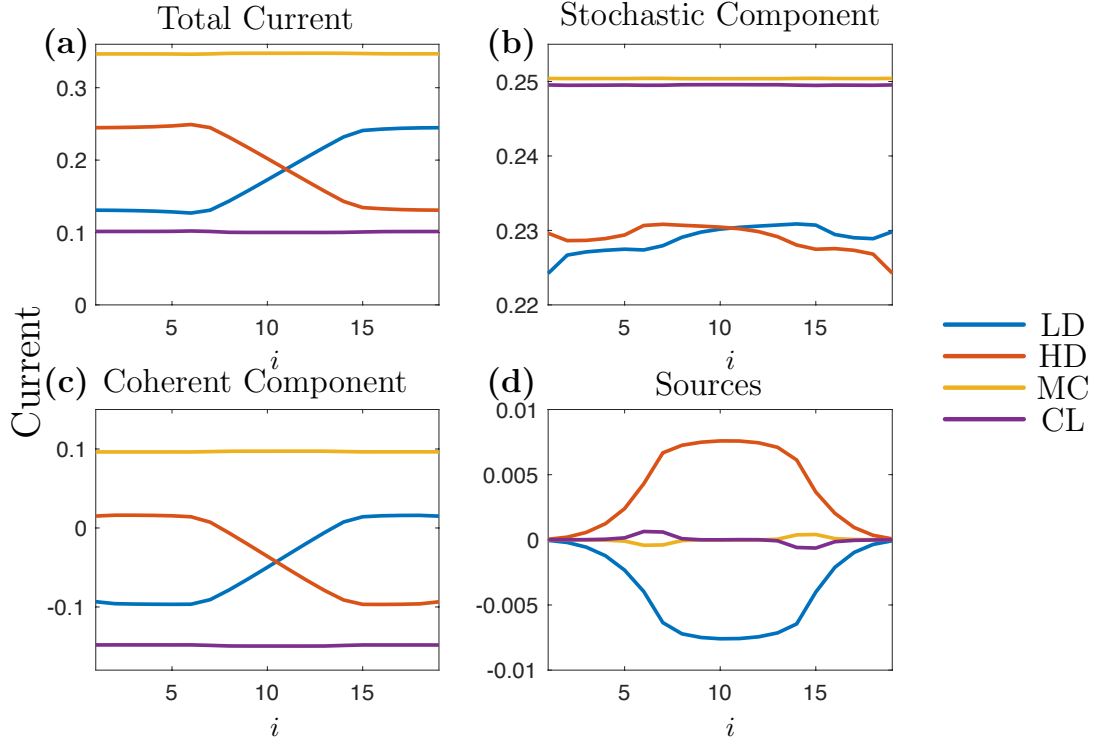 (a) Total Current
0.3
0.2
0.1
0
5 10 15
i
(b) Stochastic Component
0.25
0.24
0.23
0.22
5 10 15
i
Current
(c) Coherent Component
0.1
0
-0.1
5 10 15
i
(d) Sources
0.01
0.005
0
-0.005
-0.01
5 10 15
i
LD
HD
MC
CL